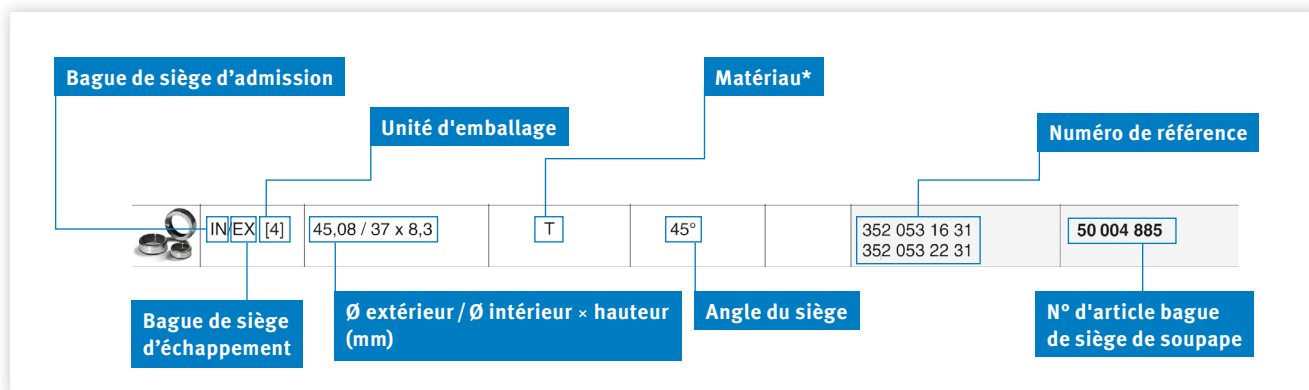 Bague de siège d’admission
Matériau*
Unité d'emballage
Numéro de référence
IN EX [4] 45,08 / 37 x 8,3 T 45° 352 053 16 31 50 004 885
352 053 22 31
Bague de siège
d’échappement
Ø extérieur / Ø intérieur × hauteur
(mm)
Angle du siège
N° d'article bague
de siège de soupape